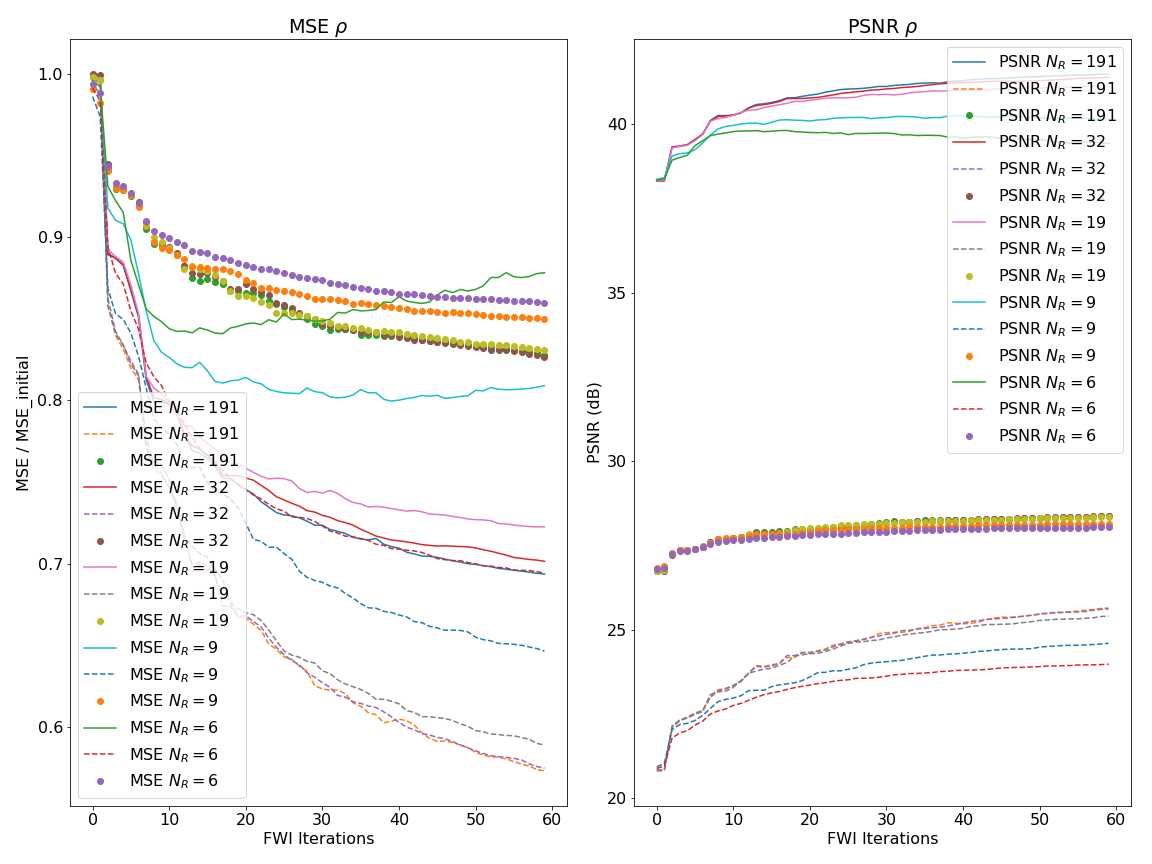 MSE ρ
MSE / MSE_initial
1.0
0.9
0.8
0.7
0.6
0
10
20
30
40
50
60
FWI Iterations
MSE N_R = 191
MSE N_R = 191
MSE N_R = 191
MSE N_R = 32
MSE N_R = 32
MSE N_R = 32
MSE N_R = 19
MSE N_R = 19
MSE N_R = 19
MSE N_R = 9
MSE N_R = 9
MSE N_R = 9
MSE N_R = 6
MSE N_R = 6
MSE N_R = 6
PSNR ρ
PSNR (dB)
40
35
30
25
20
0
10
20
30
40
50
60
FWI Iterations
PSNR N_R = 191
PSNR N_R = 191
PSNR N_R = 191
PSNR N_R = 32
PSNR N_R = 32
PSNR N_R = 32
PSNR N_R = 19
PSNR N_R = 19
PSNR N_R = 19
PSNR N_R = 9
PSNR N_R = 9
PSNR N_R = 9
PSNR N_R = 6
PSNR N_R = 6
PSNR N_R = 6